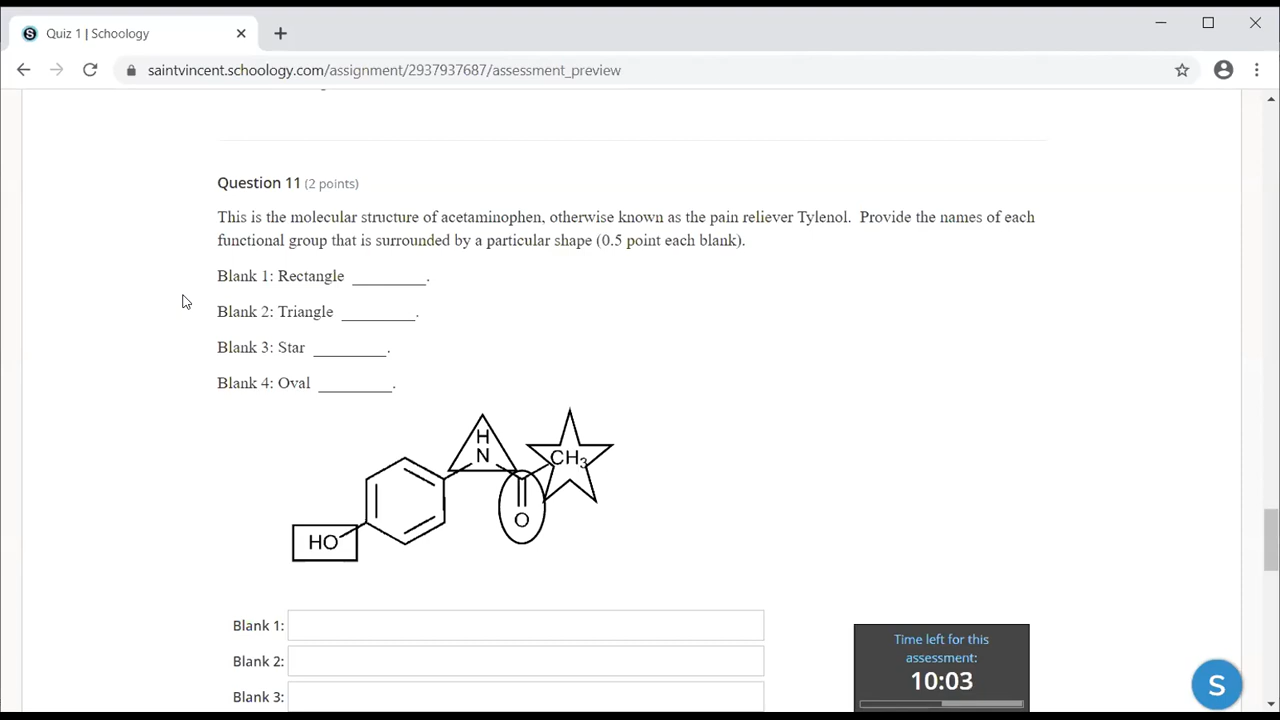 Quiz 1 | Schoology
saintvincent.schoology.com/assignment/2937937687/assessment_preview
Question 11 (2 points)
This is the molecular structure of acetaminophen, otherwise known as the pain reliever Tylenol. Provide the names of each
functional group that is surrounded by a particular shape (0.5 point each blank).
Blank 1: Rectangle _________.
Blank 2: Triangle _________.
Blank 3: Star _________.
Blank 4: Oval _________.
H
N
CH3
O
HO
Blank 1:
Blank 2:
Blank 3:
Time left for this
assessment:
10:03
S